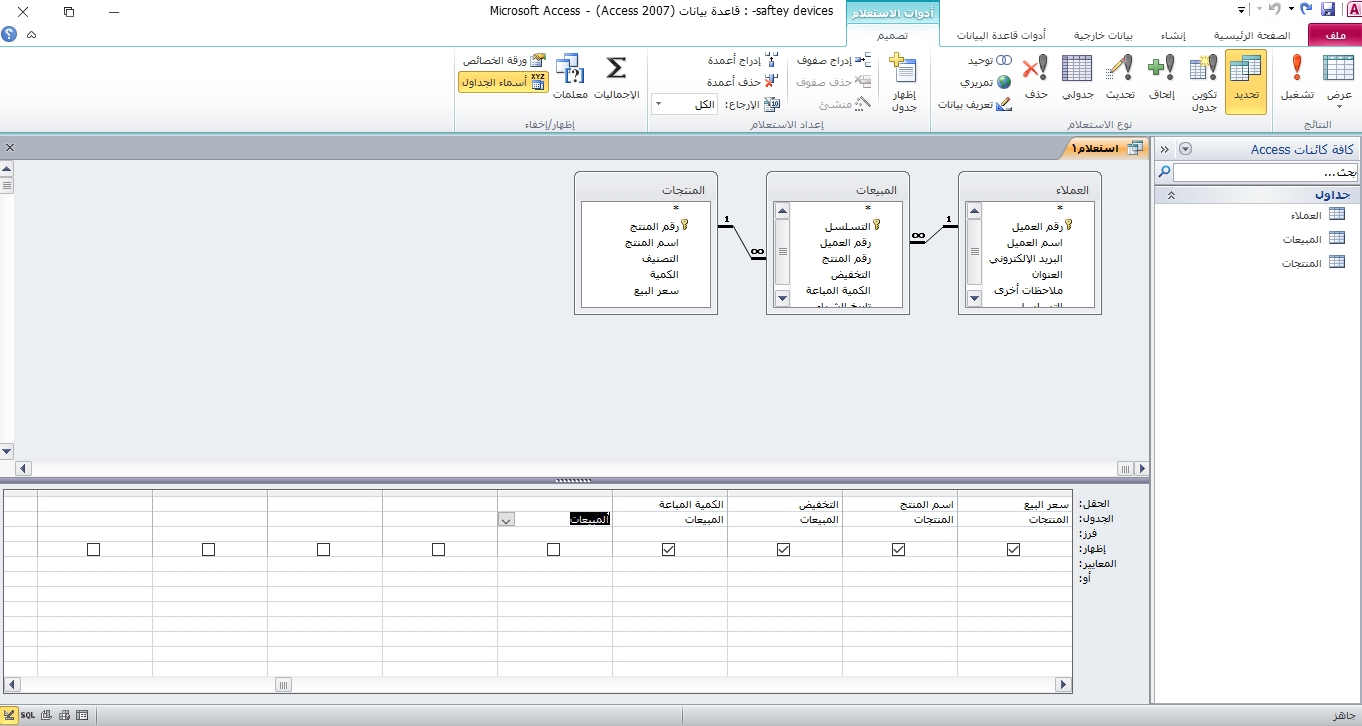 saftey devices- : قاعدة بيانات (Access 2007) - Microsoft Access
أدوات الاستعلام
ملف
الصفحة الرئيسية
إنشاء
بيانات خارجية
أدوات قاعدة البيانات
تصميم
عرض
تشغيل
النتائج
تحديد
تكوين جدول
إلحاق
تحديث
جدولي
حذف
توحيد
تمريري
تعريف بيانات
نوع الاستعلام
إظهار جدول
إدراج صفوف
حذف صفوف
منشئ
إدراج أعمدة
حذف أعمدة
الإرجاع: الكل
إعداد الاستعلام
الإجماليات
معلمات
ورقة الخصائص
XYZ أسماء الجداول
إظهار/إخفاء
كافة كائنات Access
بحث...
جداول
العملاء
المبيعات
المنتجات
استعلام١
العملاء
*
رقم العميل
اسم العميل
البريد الإلكتروني
العنوان
ملاحظات أخرى
1
∞
المبيعات
*
التسلسل
رقم العميل
رقم المنتج
التخفيض
الكمية المباعة
تاريخ الشراء
1
∞
المنتجات
*
رقم المنتج
اسم المنتج
التصنيف
الكمية
سعر البيع
الحقل: سعر البيع اسم المنتج التخفيض الكمية المباعة
الجدول: المنتجات المنتجات المبيعات المبيعات المبيعات
فرز:
إظهار:
المعايير:
أو:
جاهز
SQL